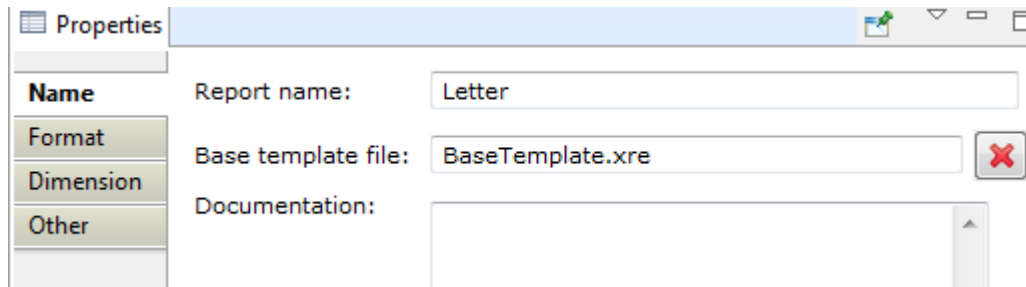 Properties
Name
Report name: Letter
Format
Base template file: BaseTemplate.xre
Dimension
Documentation:
Other